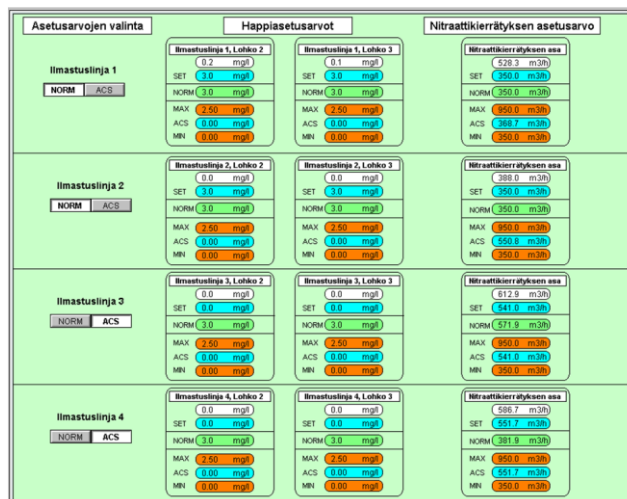 Asetusarvojen valinta
Happiasetusarvot
Nitraattikierrätyksen asetusarvo
Ilmastuslinja 1
NORM ACS
Ilmastuslinja 1, Lohko 2
0.2 mg/l
SET 3.0 mg/l
NORM 3.0 mg/l
MAX 2.50 mg/l
ACS 0.00 mg/l
MIN 0.00 mg/l
Ilmastuslinja 1, Lohko 3
0.1 mg/l
SET 3.0 mg/l
NORM 3.0 mg/l
MAX 2.50 mg/l
ACS 0.00 mg/l
MIN 0.00 mg/l
Nitraattikierrätyksen asa
528.3 m3/h
SET 350.0 m3/h
NORM 350.0 m3/h
MAX 950.0 m3/h
ACS 388.7 m3/h
MIN 350.0 m3/h
Ilmastuslinja 2
NORM ACS
Ilmastuslinja 2, Lohko 2
0.0 mg/l
SET 3.0 mg/l
NORM 3.0 mg/l
MAX 2.50 mg/l
ACS 0.00 mg/l
MIN 0.00 mg/l
Ilmastuslinja 2, Lohko 3
0.0 mg/l
SET 3.0 mg/l
NORM 3.0 mg/l
MAX 2.50 mg/l
ACS 0.00 mg/l
MIN 0.00 mg/l
Nitraattikierrätyksen asa
388.0 m3/h
SET 350.0 m3/h
NORM 350.0 m3/h
MAX 950.0 m3/h
ACS 550.8 m3/h
MIN 350.0 m3/h
Ilmastuslinja 3
NORM ACS
Ilmastuslinja 3, Lohko 2
0.0 mg/l
SET 0.0 mg/l
NORM 3.0 mg/l
MAX 2.50 mg/l
ACS 0.00 mg/l
MIN 0.00 mg/l
Ilmastuslinja 3, Lohko 3
0.0 mg/l
SET 0.0 mg/l
NORM 3.0 mg/l
MAX 2.50 mg/l
ACS 0.00 mg/l
MIN 0.00 mg/l
Nitraattikierrätyksen asa
612.9 m3/h
SET 541.0 m3/h
NORM 571.9 m3/h
MAX 950.0 m3/h
ACS 541.0 m3/h
MIN 350.0 m3/h
Ilmastuslinja 4
NORM ACS
Ilmastuslinja 4, Lohko 2
0.0 mg/l
SET 0.0 mg/l
NORM 3.0 mg/l
MAX 2.50 mg/l
ACS 0.00 mg/l
MIN 0.00 mg/l
Ilmastuslinja 4, Lohko 3
0.0 mg/l
SET 0.0 mg/l
NORM 3.0 mg/l
MAX 2.50 mg/l
ACS 0.00 mg/l
MIN 0.00 mg/l
Nitraattikierrätyksen asa
586.7 m3/h
SET 551.7 m3/h
NORM 381.9 m3/h
MAX 950.0 m3/h
ACS 551.7 m3/h
MIN 350.0 m3/h